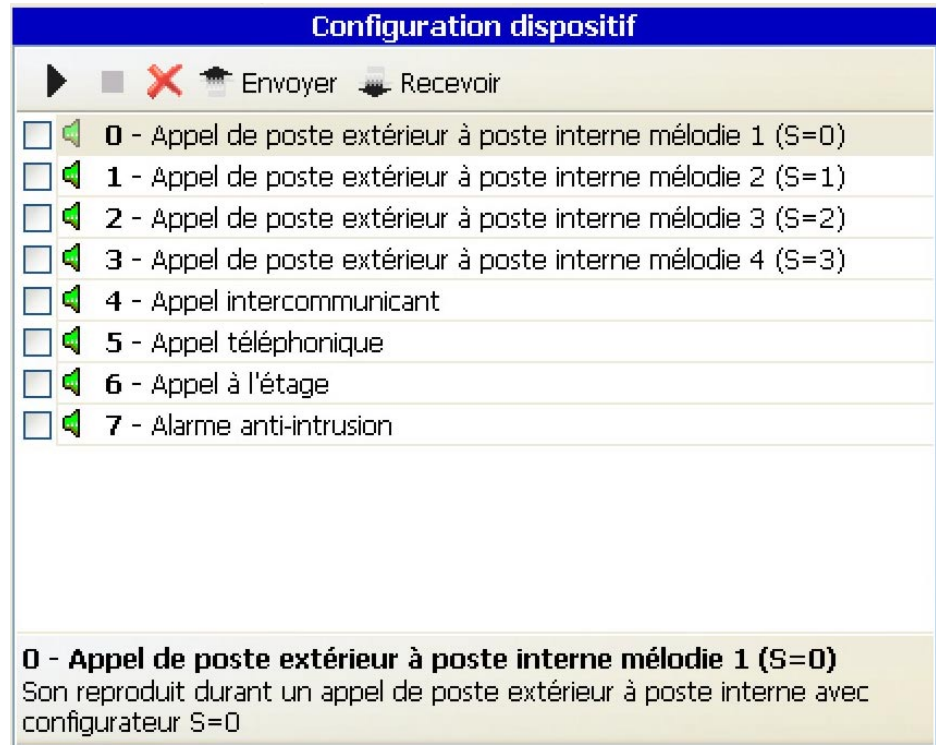 Configuration dispositif
Envoyer Recevoir
0 - Appel de poste extérieur à poste interne mélodie 1 (S=0)
1 - Appel de poste extérieur à poste interne mélodie 2 (S=1)
2 - Appel de poste extérieur à poste interne mélodie 3 (S=2)
3 - Appel de poste extérieur à poste interne mélodie 4 (S=3)
4 - Appel intercommunicant
5 - Appel téléphonique
6 - Appel à l'étage
7 - Alarme anti-intrusion
0 - Appel de poste extérieur à poste interne mélodie 1 (S=0)
Son reproduit durant un appel de poste extérieur à poste interne avec
configurateur S=0